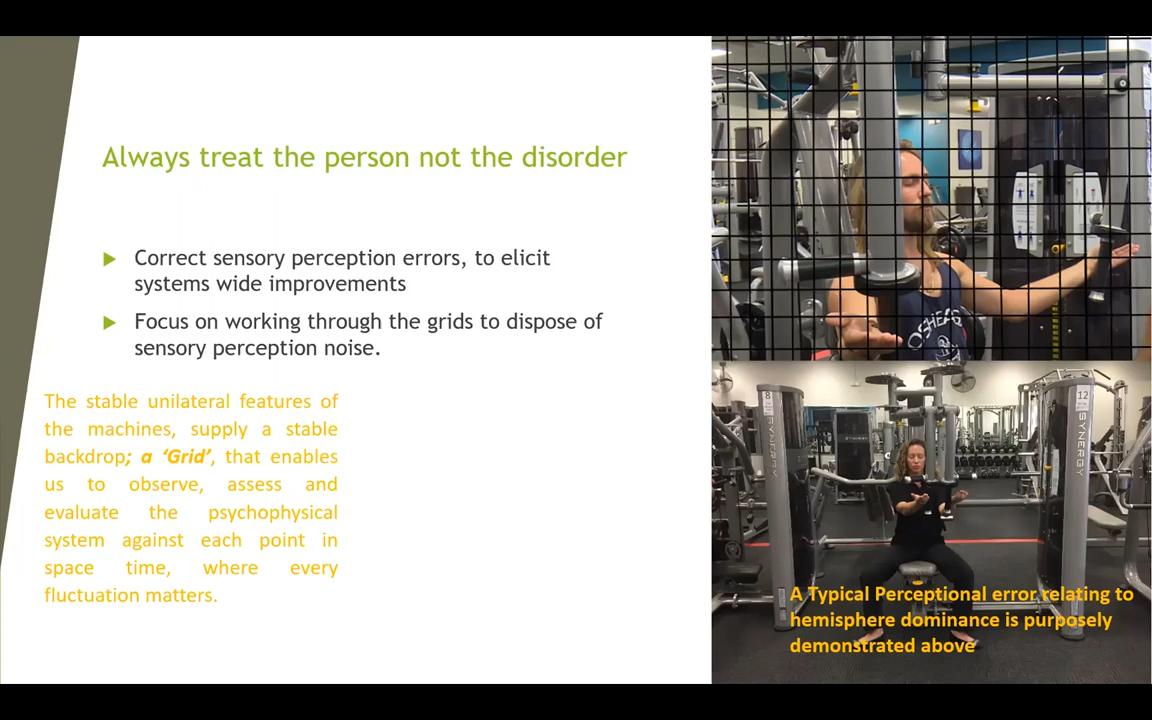 Always treat the person not the disorder
Correct sensory perception errors, to elicit
systems wide improvements
Focus on working through the grids to dispose of
sensory perception noise.
The stable unilateral features of
the machines, supply a stable
backdrop; a ‘Grid’, that enables
us to observe, assess and
evaluate the psychophysical
system against each point in
space time, where every
fluctuation matters.
OSHEAS
8
12
SYNERGY
A Typical Perceptional error relating to
hemisphere dominance is purposely
demonstrated above